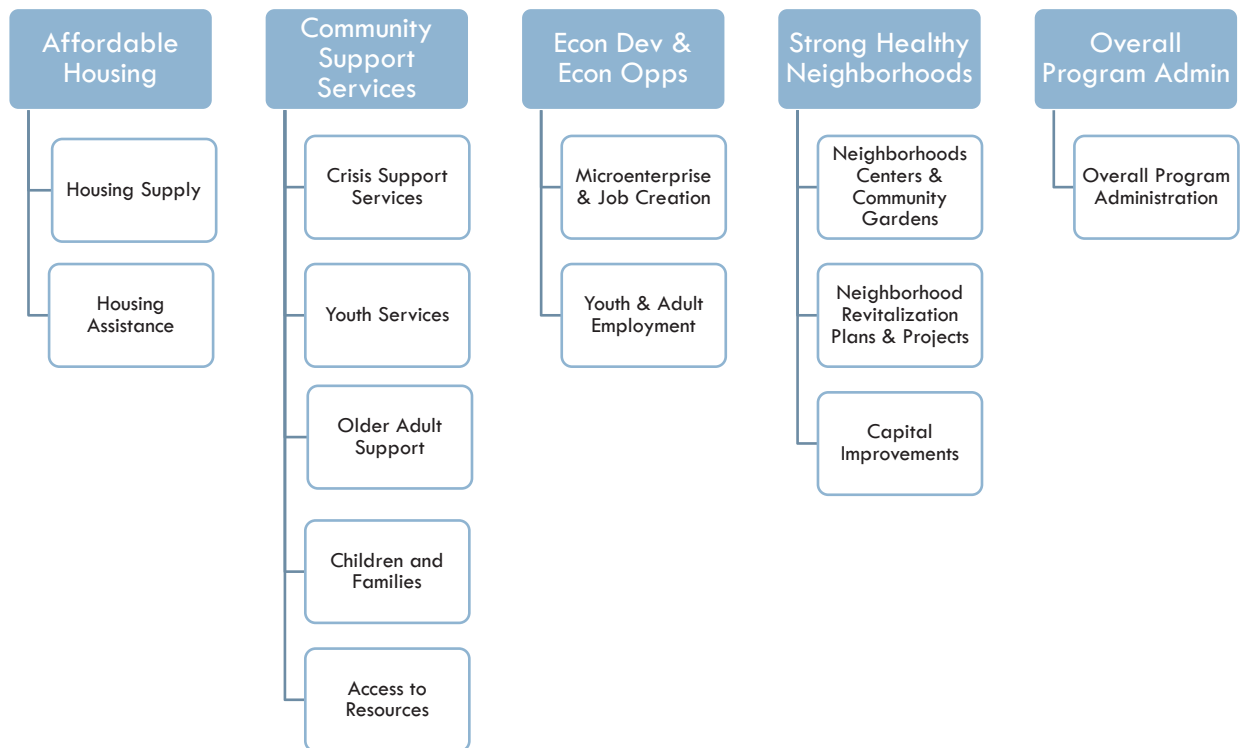 Affordable
Housing
Housing Supply
Housing
Assistance
Community
Support
Services
Crisis Support
Services
Youth Services
Older Adult
Support
Children and
Families
Access to
Resources
Econ Dev &
Econ Opps
Microenterprise
& Job Creation
Youth & Adult
Employment
Strong Healthy
Neighborhoods
Neighborhoods
Centers &
Community
Gardens
Neighborhood
Revitalization
Plans & Projects
Capital
Improvements
Overall
Program Admin
Overall Program
Administration